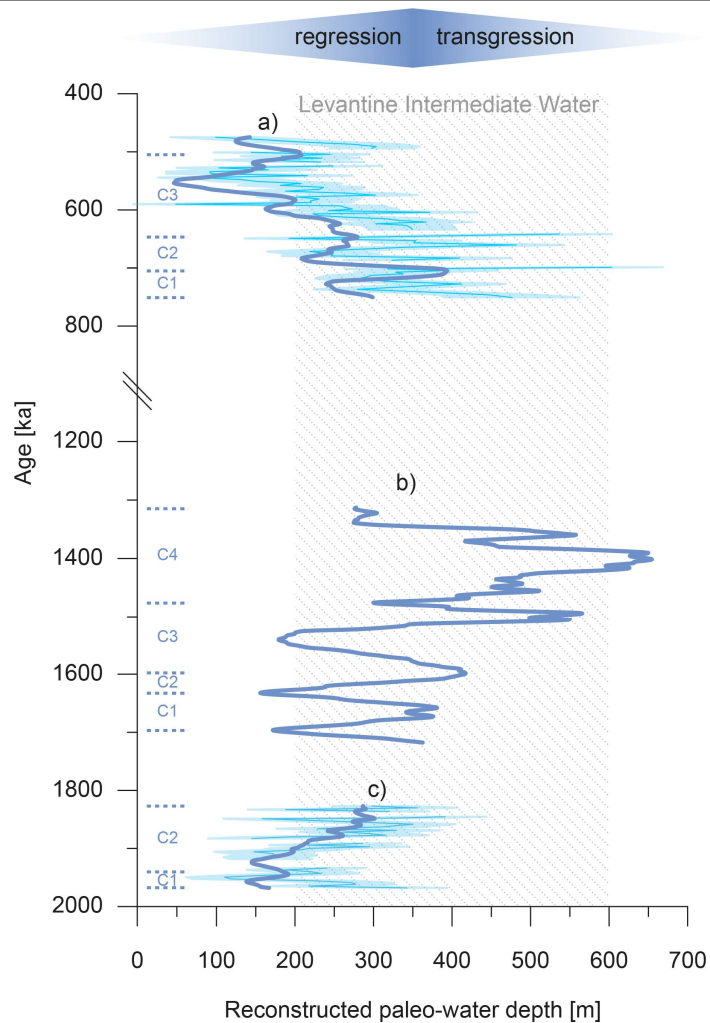 regression transgression
400
Levantine Intermediate Water
a)
C3
600
C2
C1
800
Age [ka]
1200
b)
1400
C4
C3
1600
C2
C1
1800
c)
C2
C1
2000
0 100 200 300 400 500 600 700
Reconstructed paleo-water depth [m]